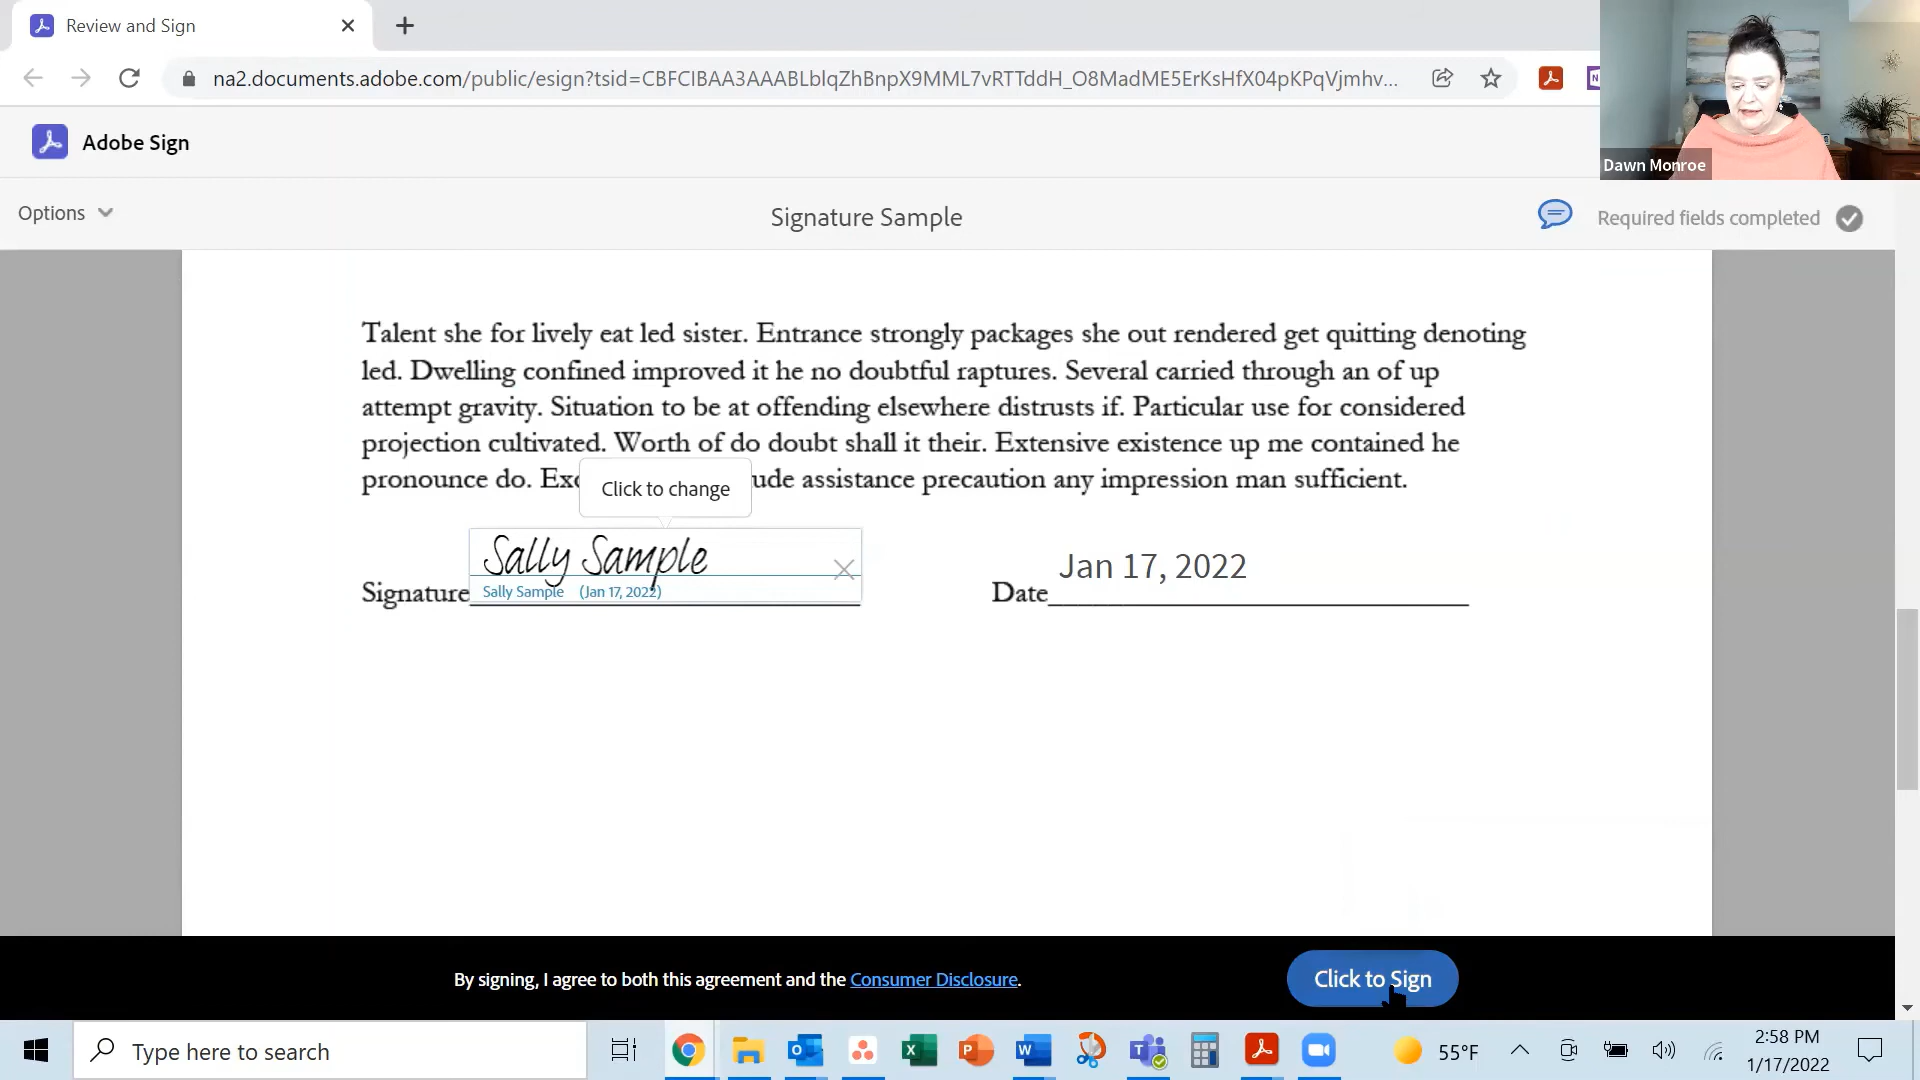 Review and Sign
na2.documents.adobe.com/public/esign?tsid=CBFCIBAA3AAABLblqZhBnpX9MML7vRTTddH_O8MadME5ErKsHfX04pKPqVjmhv...
Dawn Monroe
Adobe Sign
Options
Signature Sample
Required fields completed
Talent she for lively eat led sister. Entrance strongly packages she out rendered get quitting denoting
led. Dwelling confined improved it he no doubtful raptures. Several carried through an of up
attempt gravity. Situation to be at offending elsewhere distrusts if. Particular use for considered
projection cultivated. Worth of do doubt shall it their. Extensive existence up me contained he
pronounce do. Exc ude assistance precaution any impression man sufficient.
Click to change
Sally Sample
Sally Sample (Jan 17, 2022)
Signature
Jan 17, 2022
Date
By signing, I agree to both this agreement and the Consumer Disclosure.
Click to Sign
Type here to search
55°F
2:58 PM
1/17/2022